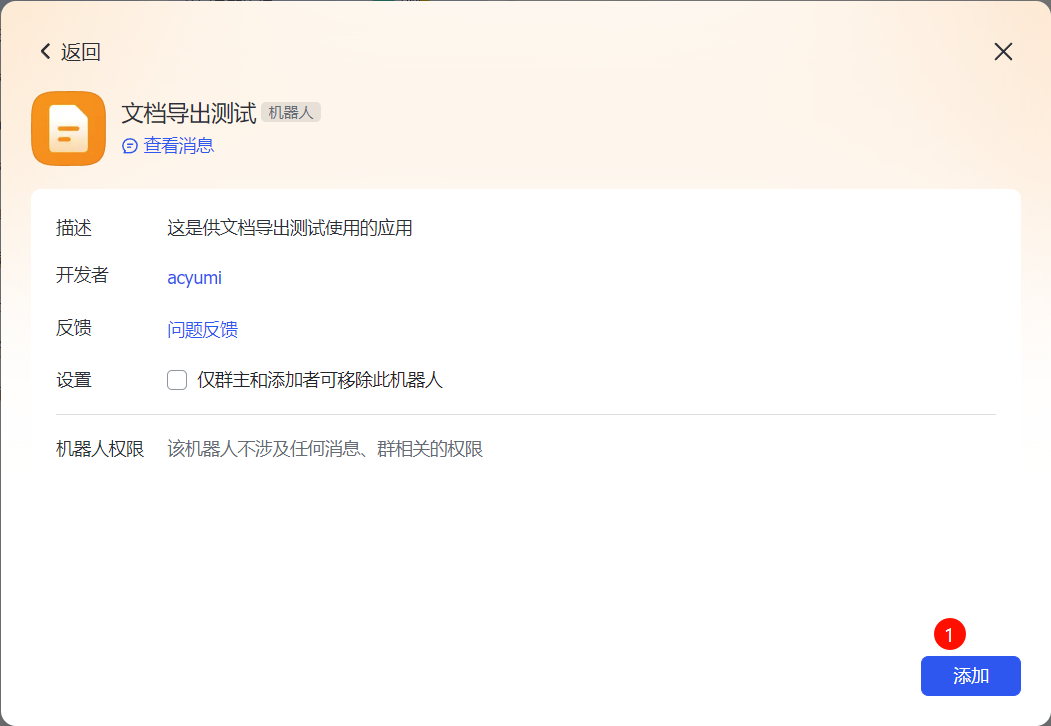 返回
文档导出测试 机器人
查看消息
描述 这是供文档导出测试使用的应用
开发者 acyumi
反馈 问题反馈
设置 仅群主和添加者可移除此机器人
机器人权限 该机器人不涉及任何消息、群相关的权限
1
添加